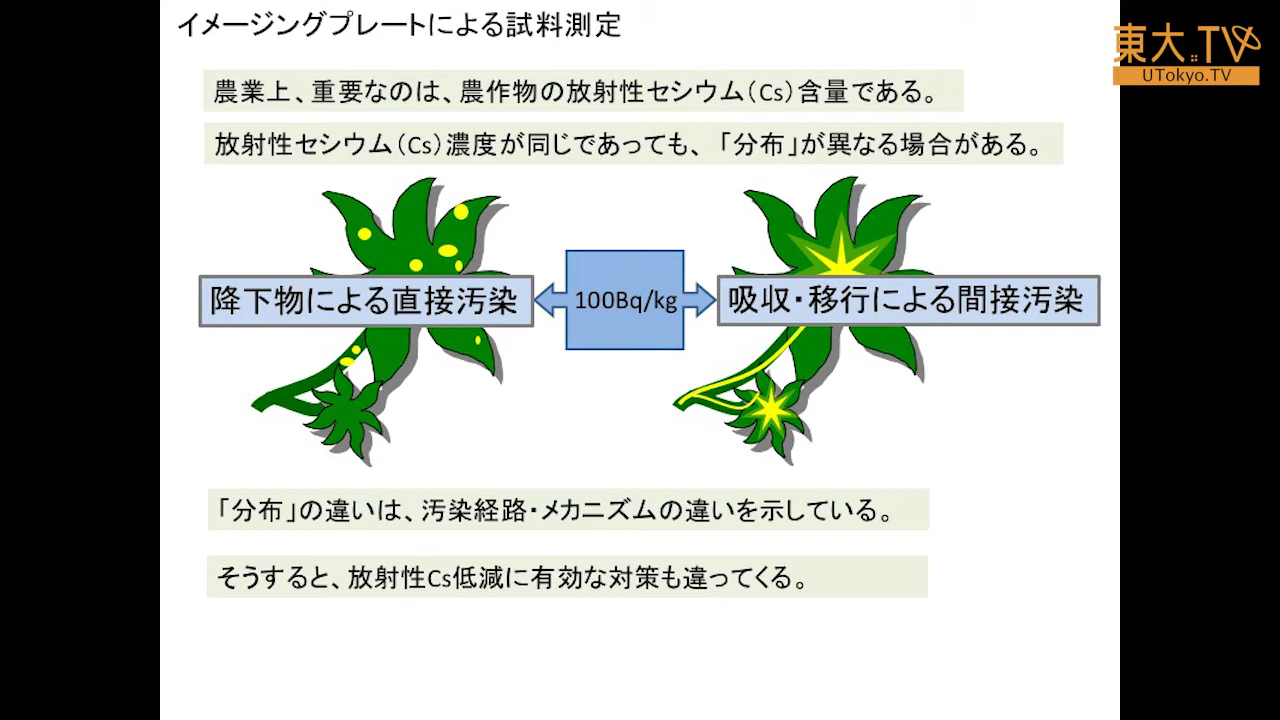 イメージングプレートによる試料測定
東大.TV
UTokyo.TV
農業上、重要なのは、農作物の放射性セシウム(Cs)含量である。
放射性セシウム(Cs)濃度が同じであっても、「分布」が異なる場合がある。
降下物による直接汚染
100Bq/kg
吸収・移行による間接汚染
「分布」の違いは、汚染経路・メカニズムの違いを示している。
そうすると、放射性Cs低減に有効な対策も違ってくる。